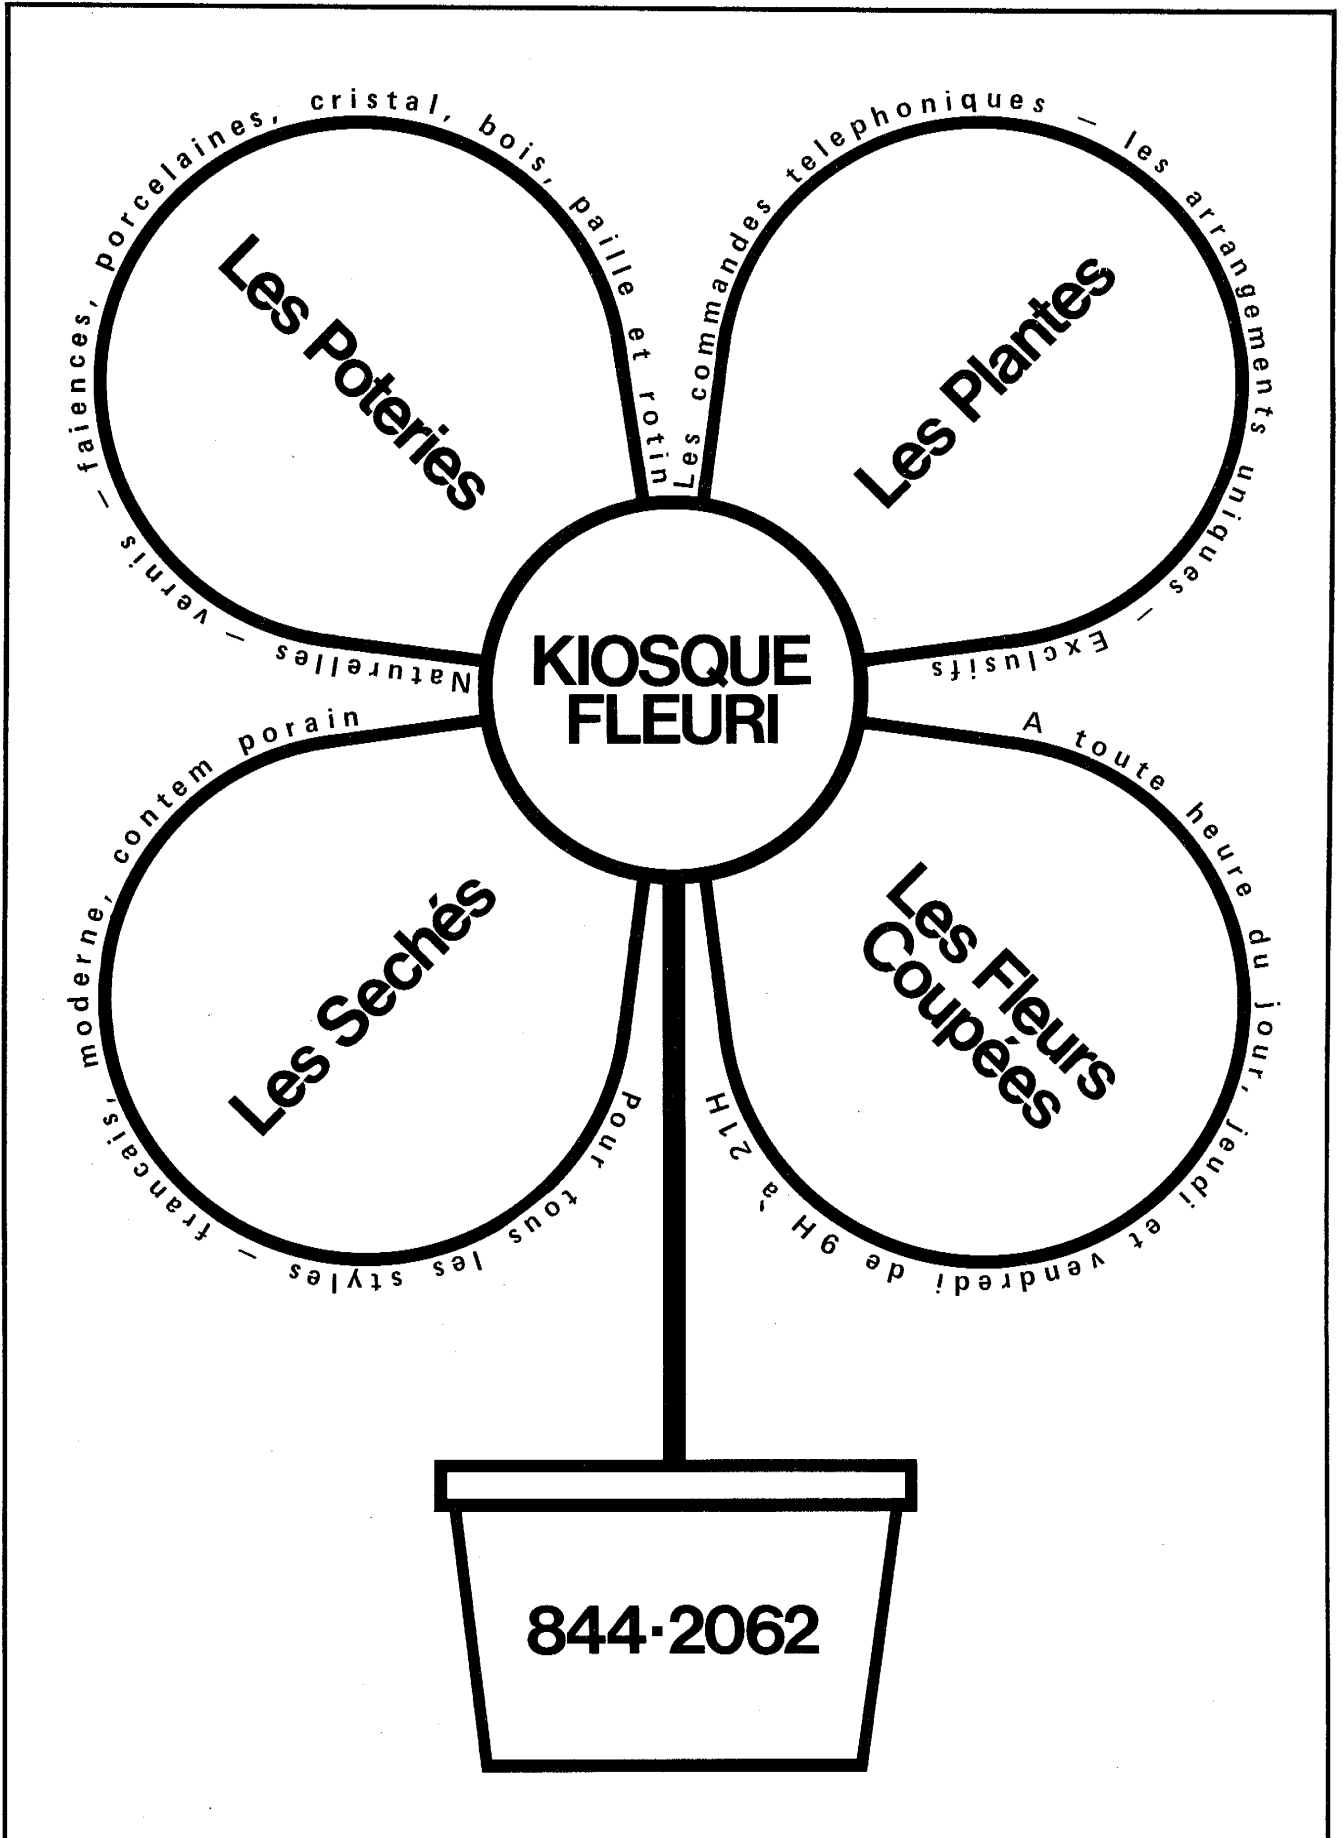 Naturelles – vernis – faiences, porcelaines, cristal, bois, paille et rotin
Les Poteries
Les commandes telephoniques – les arrangements uniques – Exclusifs
Les Plantes
KIOSQUE
FLEURI
Pour tous les styles – francais, moderne, contem porain
Les Sechés
A toute heure du jour, jeudi et vendredi de 9H à 21H
Les Fleurs
Coupées
844·2062